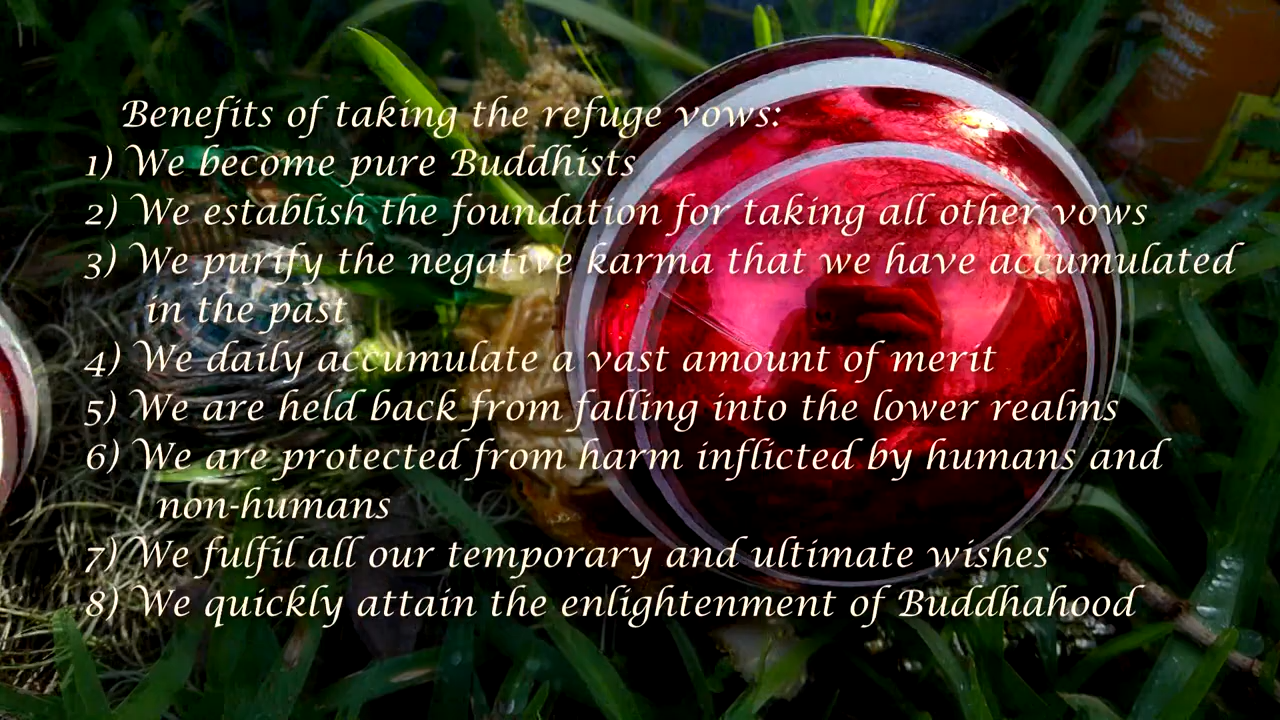 Benefits of taking the refuge vows:
1) We become pure Buddhists
2) We establish the foundation for taking all other vows
3) We purify the negative karma that we have accumulated
in the past
4) We daily accumulate a vast amount of merit
5) We are held back from falling into the lower realms
6) We are protected from harm inflicted by humans and
non-humans
7) We fulfil all our temporary and ultimate wishes
8) We quickly attain the enlightenment of Buddhahood